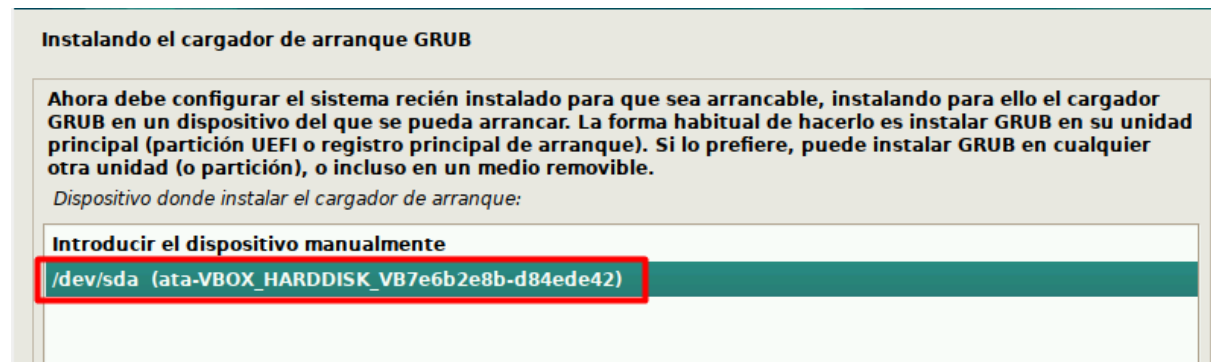 Instalando el cargador de arranque GRUB
Ahora debe configurar el sistema recién instalado para que sea arrancable, instalando para ello el cargador
GRUB en un dispositivo del que se pueda arrancar. La forma habitual de hacerlo es instalar GRUB en su unidad
principal (partición UEFI o registro principal de arranque). Si lo prefiere, puede instalar GRUB en cualquier
otra unidad (o partición), o incluso en un medio removible.
Dispositivo donde instalar el cargador de arranque:
Introducir el dispositivo manualmente
/dev/sda (ata-VBOX_HARDDISK_VB7e6b2e8b-d84ede42)